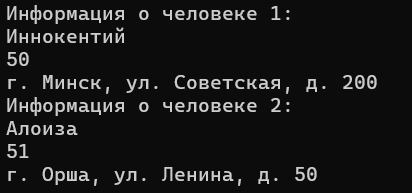 Информация о человеке 1:
Иннокентий
50
г. Минск, ул. Советская, д. 200
Информация о человеке 2:
Алоиза
51
г. Орша, ул. Ленина, д. 50